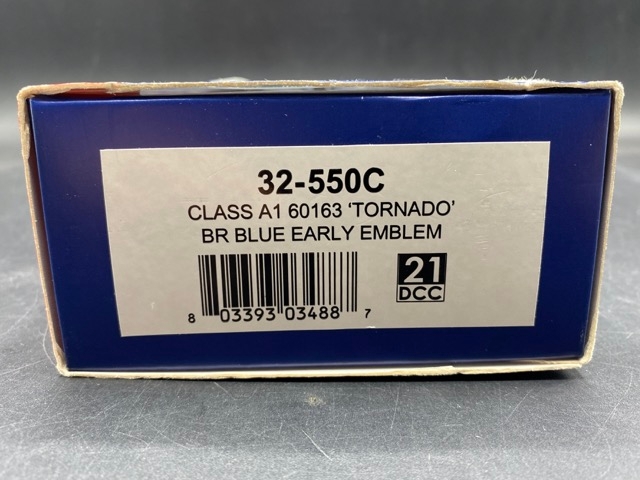 32-550C
CLASS A1 60163 ‘TORNADO’
BR BLUE EARLY EMBLEM
21
DCC
8 03393 03488 7